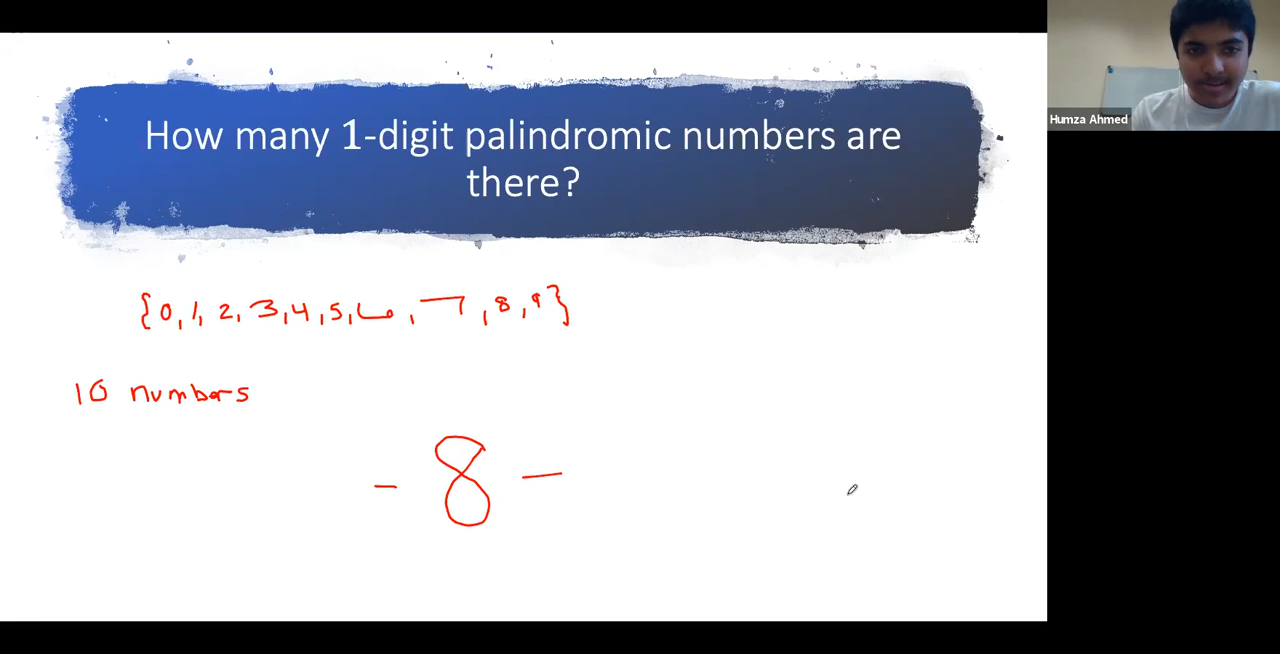 How many 1-digit palindromic numbers are
there?
Humza Ahmed
{0, 1, 2, 3, 4, 5, 6, 7, 8, 9}
10 numbers
- 8 -